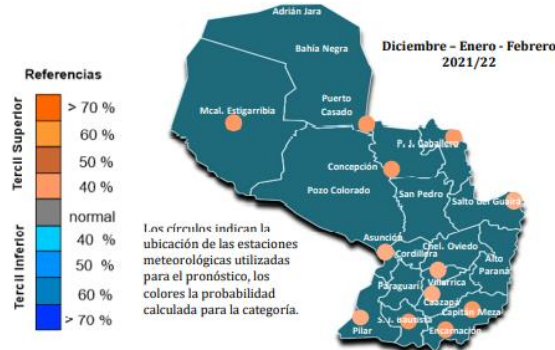 Adrián Jara
Bahía Negra
Diciembre – Enero - Febrero
2021/22
Referencias
Tercil Superior
> 70 %
60 %
50 %
40 %
normal
Tercil Inferior
40 %
50 %
60 %
> 70 %
Mcal. Estigarribia
Puerto
Casado
P. J. Caballero
Concepción
Pozo Colorado
San Pedro
Salto del Guairá
Los círculos indican la
ubicación de las estaciones
meteorológicas utilizadas
para el pronóstico, los
colores la probabilidad
calculada para la categoría.
Asunción
Cordillera
Cnel. Oviedo
Alto
Paraná
Paraguarí
Villarrica
Caazapá
Capitán Meza
Pilar
S. J. Bautista
Encarnación